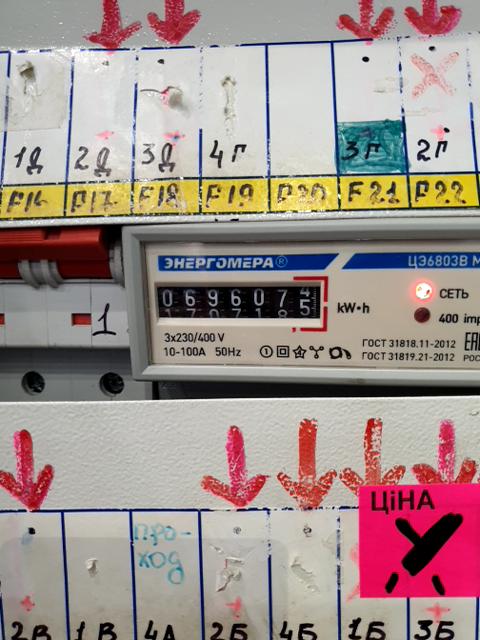 1Д 2Д 3Д 4Г 3Г 2Г
F16 F17 F18 F19 F20 F21 F22
ЭНЕРГОМЕРА® ЦЭ6803В М
0696075 kW•h
СЕТЬ
400 imp
1
3x230/400 V
10-100A 50Hz
ГОСТ 31818.11-2012
ГОСТ 31819.21-2012
EAC
РОС
ЦіНА
ПРО-
ХОД
2В 1В 4А 2Б 4Б 1Б 3Б